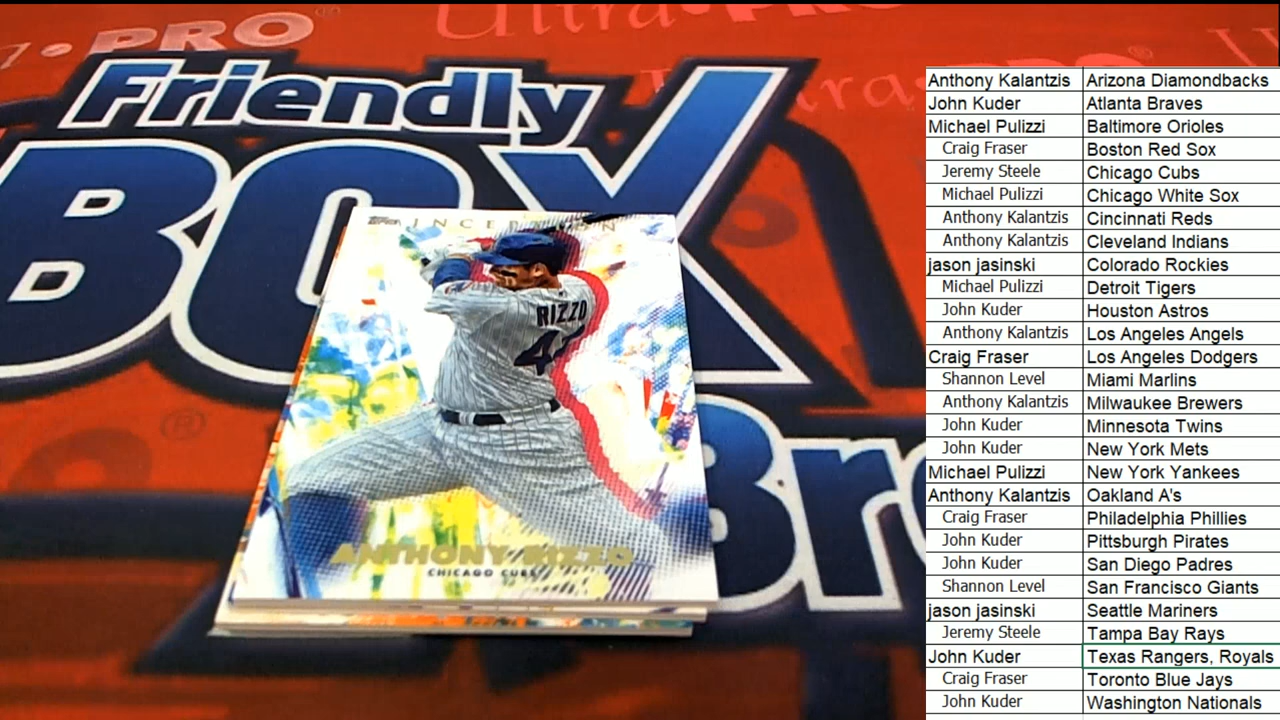 PRO
Ultra PRO
Friendly
BOX
Br
TOPPS INCEPTION
RIZZO
ANTHONY RIZZO
CHICAGO CUBS
Anthony Kalantzis Arizona Diamondbacks
John Kuder Atlanta Braves
Michael Pulizzi Baltimore Orioles
Craig Fraser Boston Red Sox
Jeremy Steele Chicago Cubs
Michael Pulizzi Chicago White Sox
Anthony Kalantzis Cincinnati Reds
Anthony Kalantzis Cleveland Indians
jason jasinski Colorado Rockies
Michael Pulizzi Detroit Tigers
John Kuder Houston Astros
Anthony Kalantzis Los Angeles Angels
Craig Fraser Los Angeles Dodgers
Shannon Level Miami Marlins
Anthony Kalantzis Milwaukee Brewers
John Kuder Minnesota Twins
John Kuder New York Mets
Michael Pulizzi New York Yankees
Anthony Kalantzis Oakland A's
Craig Fraser Philadelphia Phillies
John Kuder Pittsburgh Pirates
John Kuder San Diego Padres
Shannon Level San Francisco Giants
jason jasinski Seattle Mariners
Jeremy Steele Tampa Bay Rays
John Kuder Texas Rangers, Royals
Craig Fraser Toronto Blue Jays
John Kuder Washington Nationals